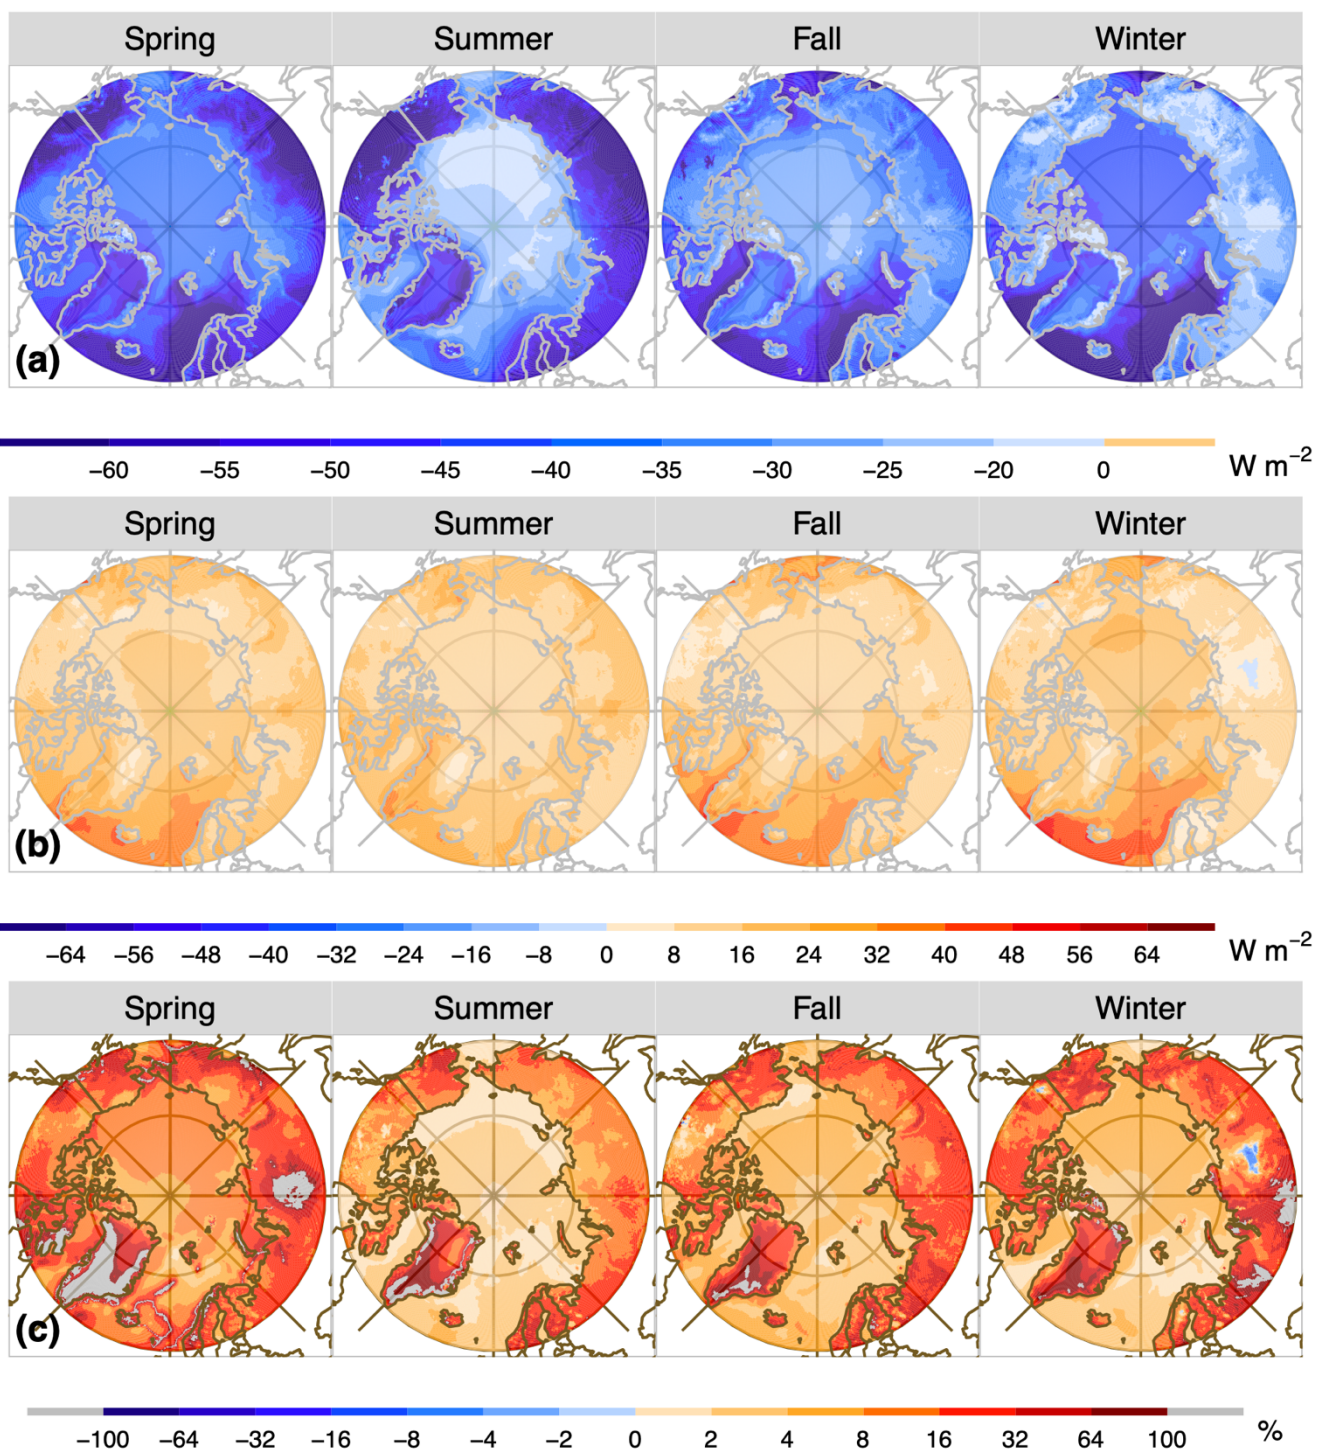 Spring Summer Fall Winter
(a)
−60 −55 −50 −45 −40 −35 −30 −25 −20 0 W m−2
Spring Summer Fall Winter
(b)
−64 −56 −48 −40 −32 −24 −16 −8 0 8 16 24 32 40 48 56 64 W m−2
Spring Summer Fall Winter
(c)
−100 −64 −32 −16 −8 −4 −2 0 2 4 8 16 32 64 100 %